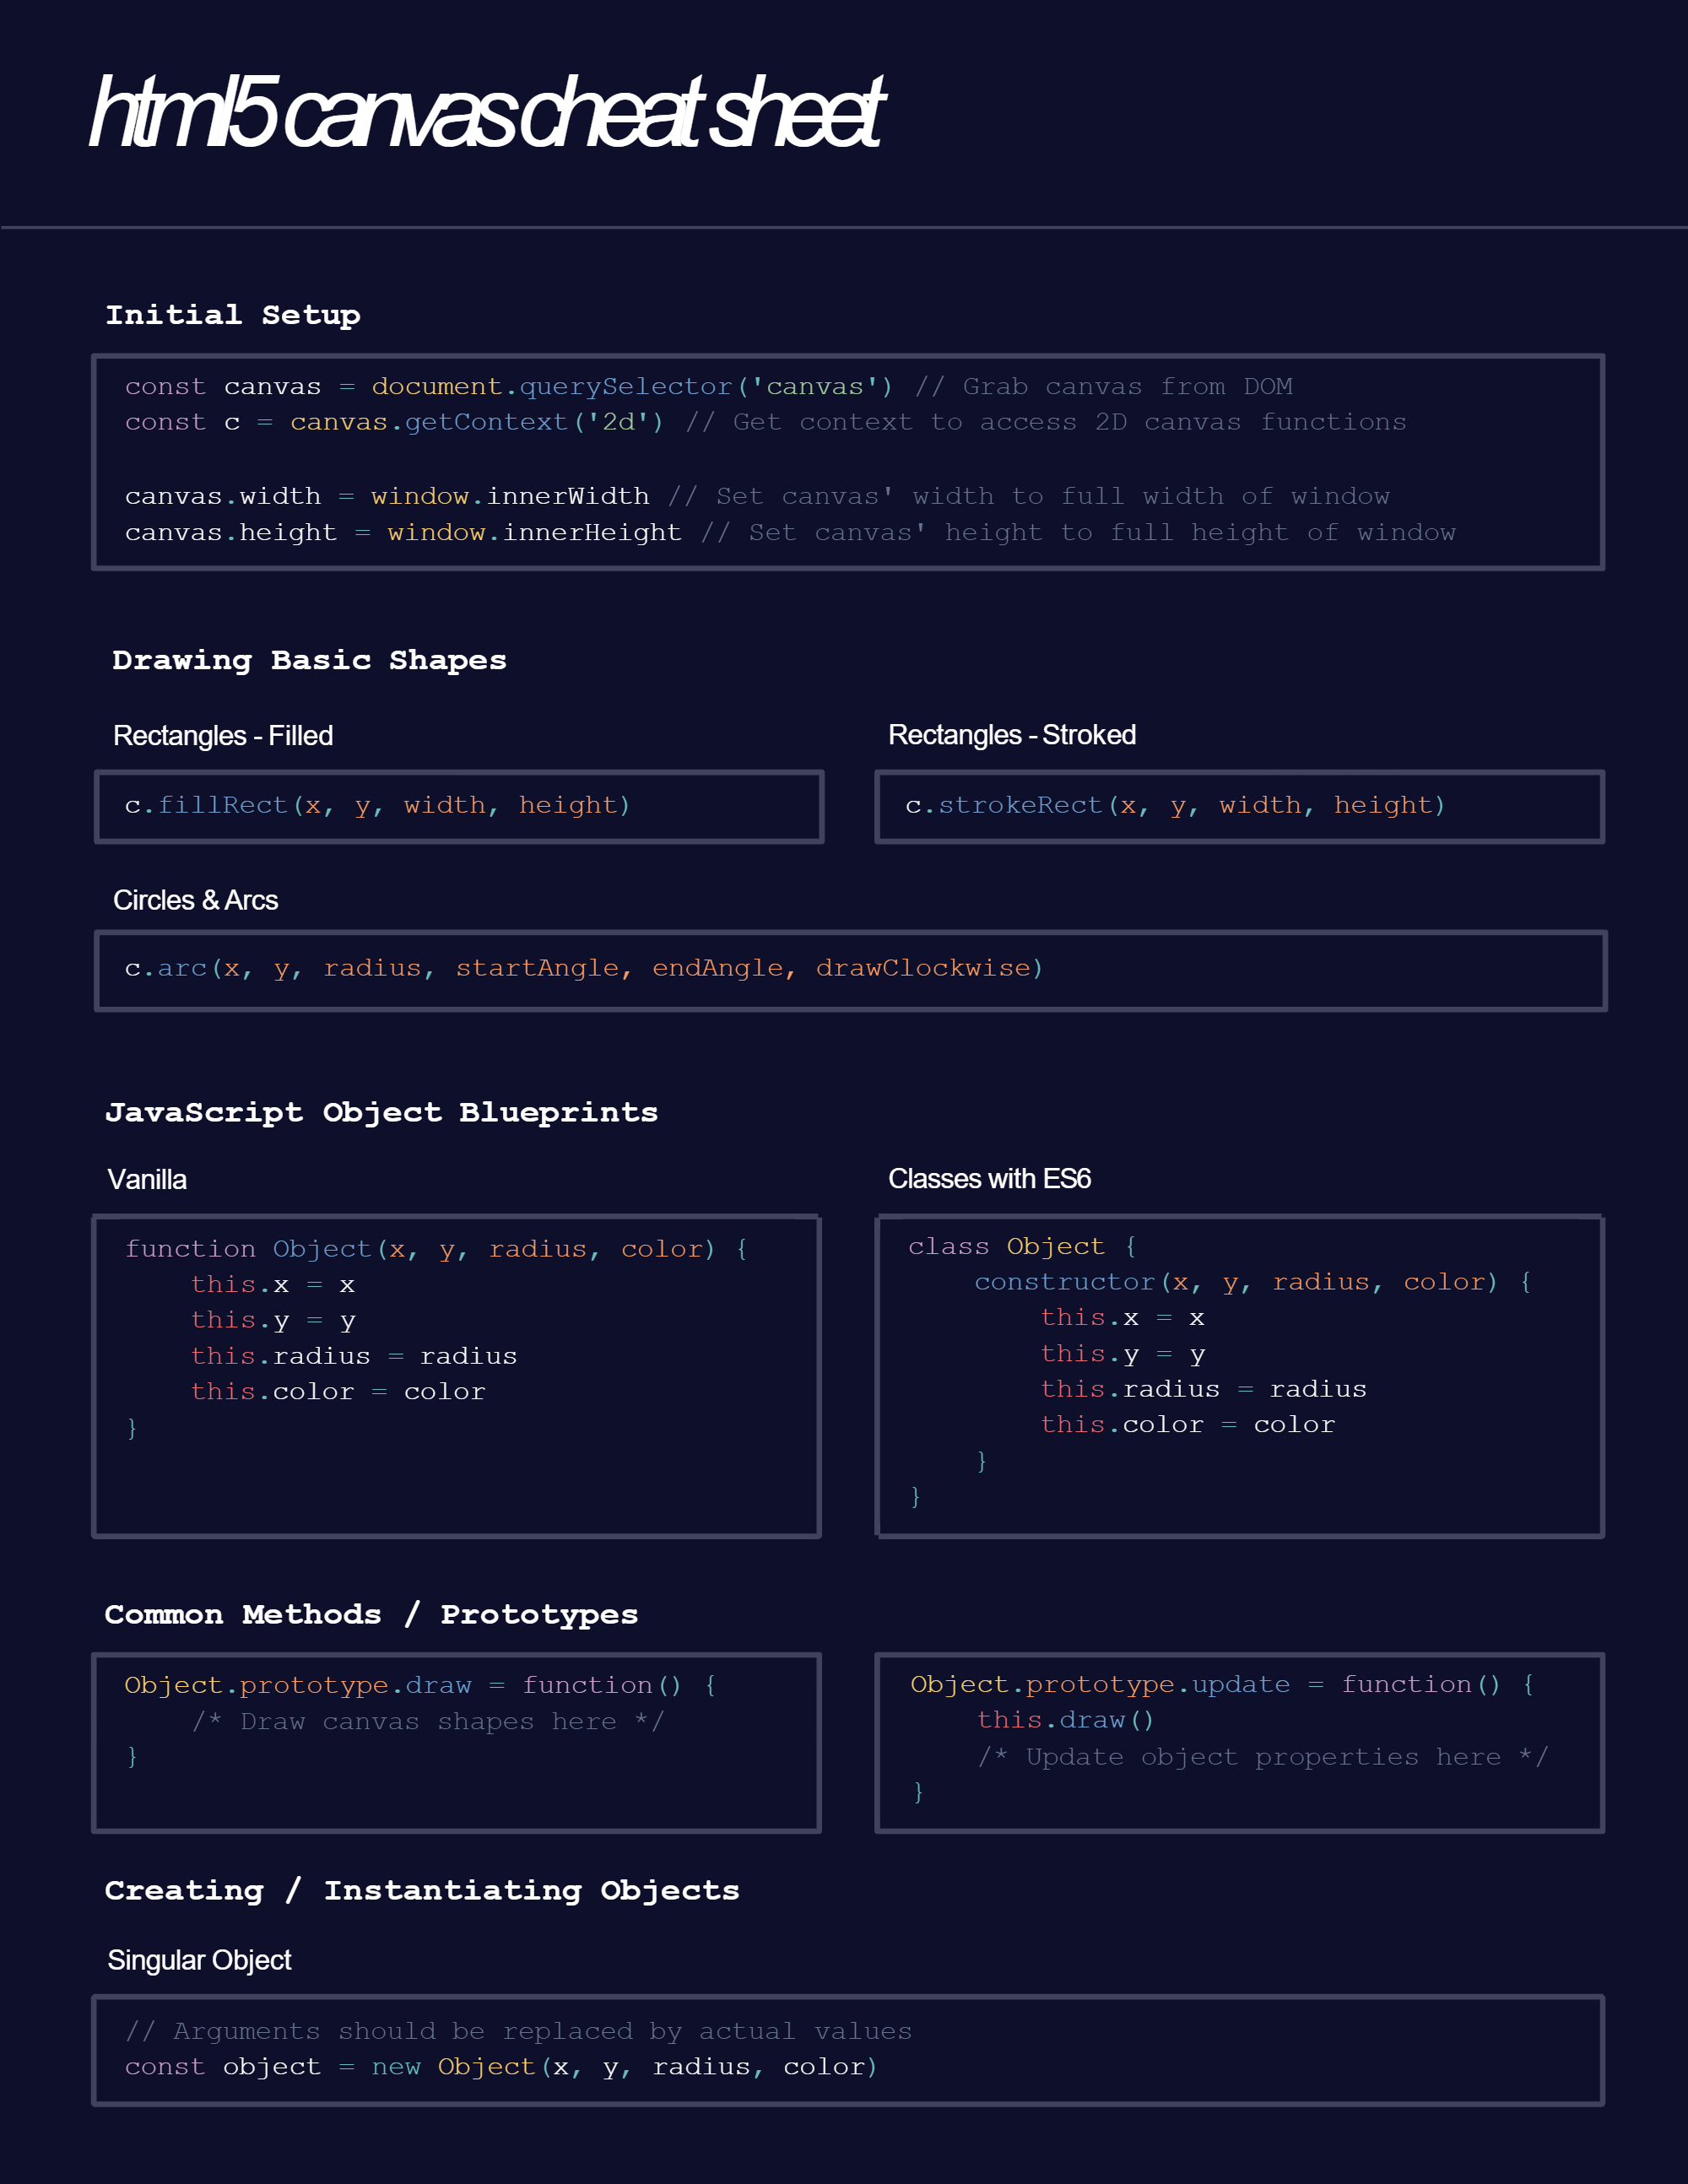 html5 canvas cheat sheet
Initial Setup
const canvas = document.querySelector('canvas') // Grab canvas from DOM
const c = canvas.getContext('2d') // Get context to access 2D canvas functions
canvas.width = window.innerWidth // Set canvas' width to full width of window
canvas.height = window.innerHeight // Set canvas' height to full height of window
Drawing Basic Shapes
Rectangles - Filled
c.fillRect(x, y, width, height)
Rectangles - Stroked
c.strokeRect(x, y, width, height)
Circles & Arcs
c.arc(x, y, radius, startAngle, endAngle, drawClockwise)
JavaScript Object Blueprints
Vanilla
function Object(x, y, radius, color) {
    this.x = x
    this.y = y
    this.radius = radius
    this.color = color
}
Classes with ES6
class Object {
    constructor(x, y, radius, color) {
        this.x = x
        this.y = y
        this.radius = radius
        this.color = color
    }
}
Common Methods / Prototypes
Object.prototype.draw = function() {
    /* Draw canvas shapes here */
}
Object.prototype.update = function() {
    this.draw()
    /* Update object properties here */
}
Creating / Instantiating Objects
Singular Object
// Arguments should be replaced by actual values
const object = new Object(x, y, radius, color)